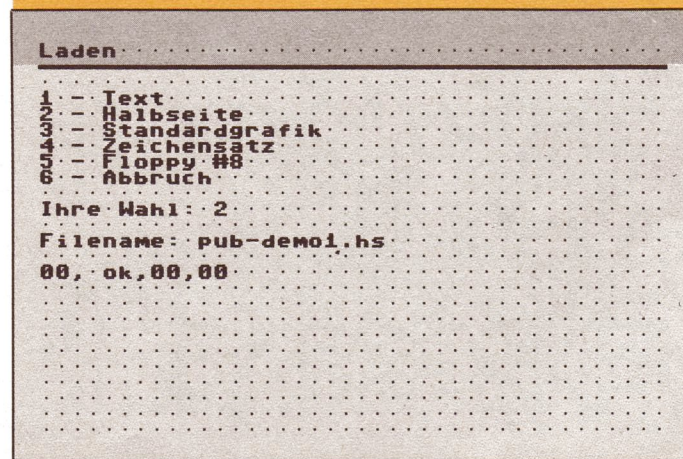 Laden
1 - Text
2 - Halbseite
3 - Standardgrafik
4 - Zeichensatz
5 - Floppy #8
6 - Abbruch
Ihre Wahl: 2
Filename: pub-demo1.hs
00, ok,00,00